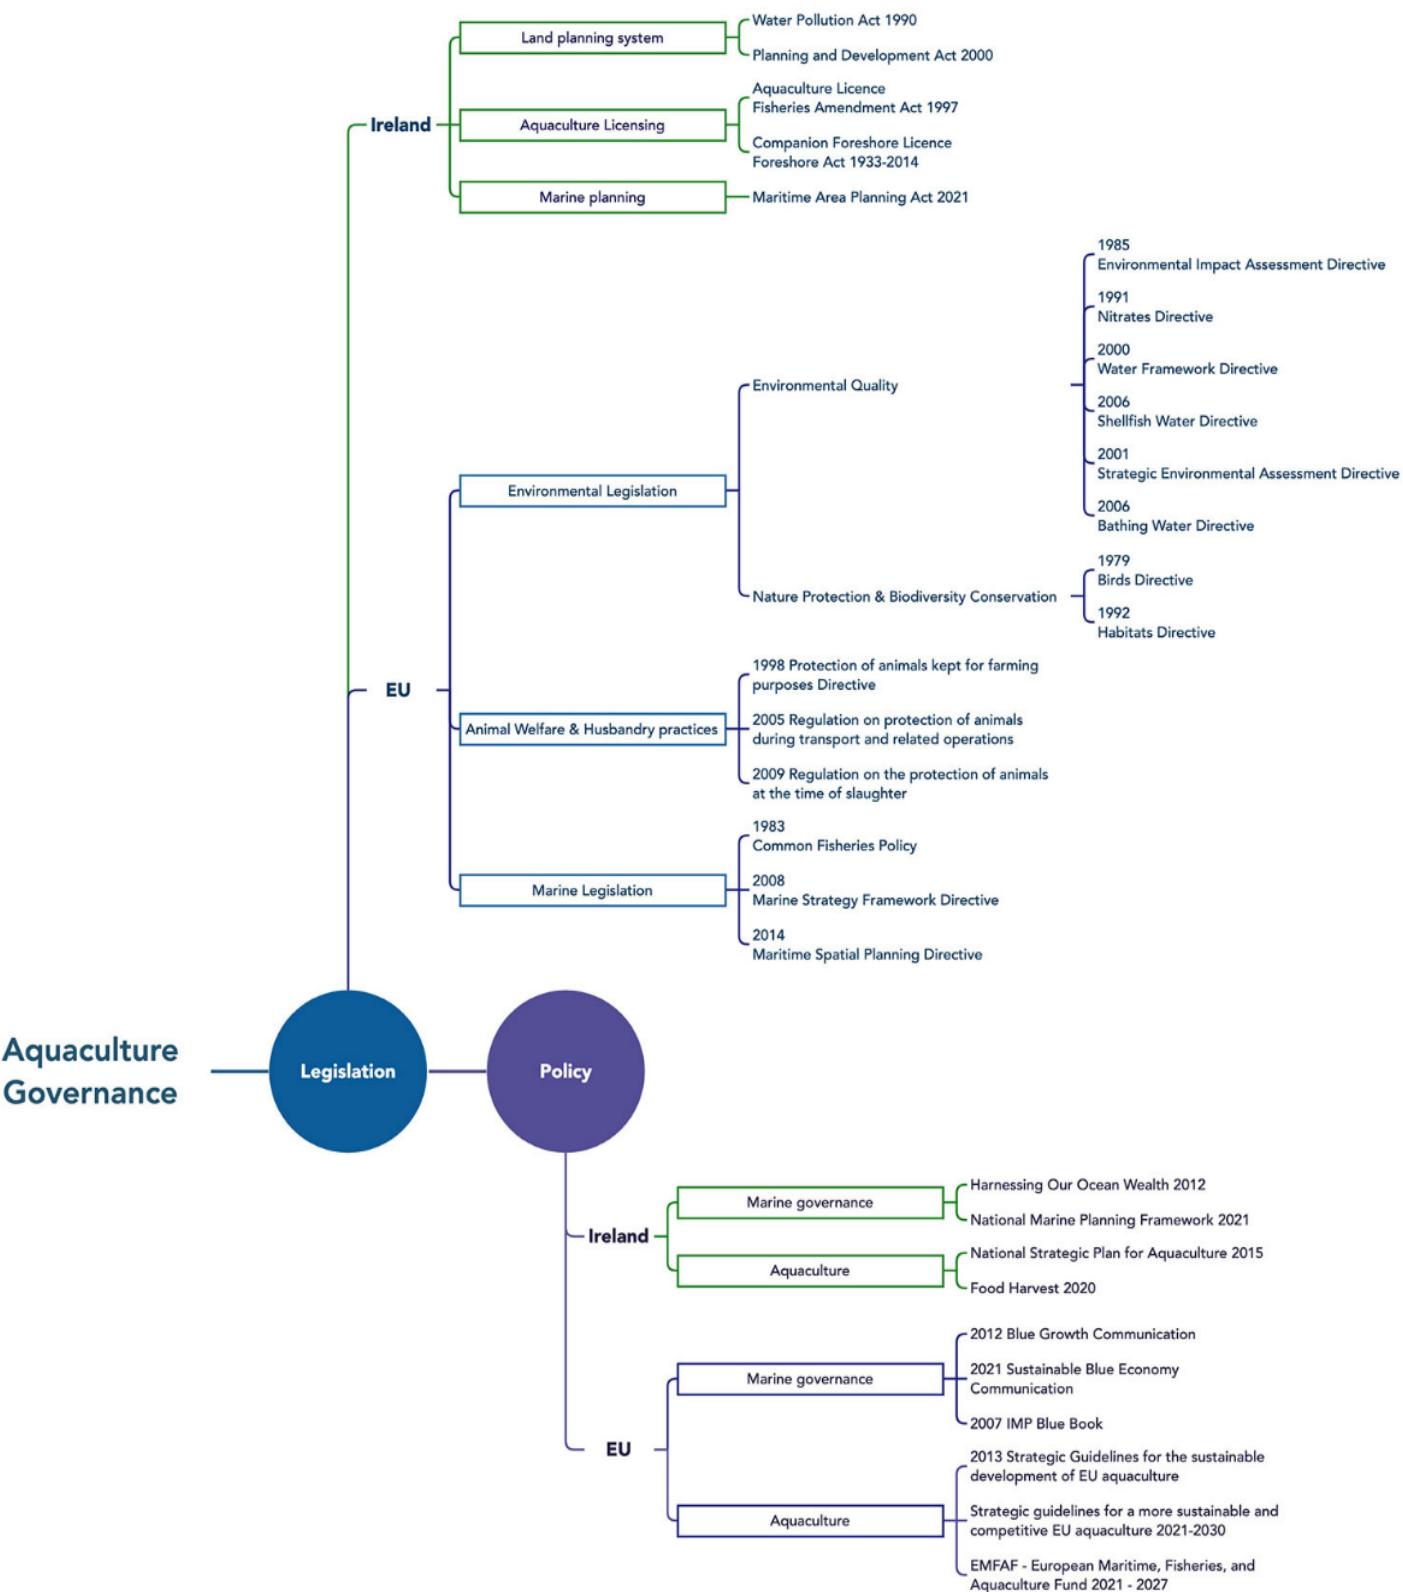 Water Pollution Act 1990
Land planning system
Planning and Development Act 2000
Aquaculture Licence
Fisheries Amendment Act 1997
Ireland
Aquaculture Licensing
Companion Foreshore Licence
Foreshore Act 1933-2014
Marine planning
Maritime Area Planning Act 2021
1985
Environmental Impact Assessment Directive
1991
Nitrates Directive
2000
Water Framework Directive
Environmental Quality
2006
Shellfish Water Directive
2001
Strategic Environmental Assessment Directive
Environmental Legislation
2006
Bathing Water Directive
1979
Birds Directive
Nature Protection & Biodiversity Conservation
1992
Habitats Directive
1998 Protection of animals kept for farming
purposes Directive
EU
2005 Regulation on protection of animals
during transport and related operations
Animal Welfare & Husbandry practices
2009 Regulation on the protection of animals
at the time of slaughter
1983
Common Fisheries Policy
Marine Legislation
2008
Marine Strategy Framework Directive
2014
Maritime Spatial Planning Directive
Aquaculture
Governance
Legislation
Policy
Harnessing Our Ocean Wealth 2012
Marine governance
National Marine Planning Framework 2021
Ireland
National Strategic Plan for Aquaculture 2015
Aquaculture
Food Harvest 2020
2012 Blue Growth Communication
Marine governance
2021 Sustainable Blue Economy
Communication
2007 IMP Blue Book
EU
2013 Strategic Guidelines for the sustainable
development of EU aquaculture
Aquaculture
Strategic guidelines for a more sustainable and
competitive EU aquaculture 2021-2030
EMFAF - European Maritime, Fisheries, and
Aquaculture Fund 2021 - 2027